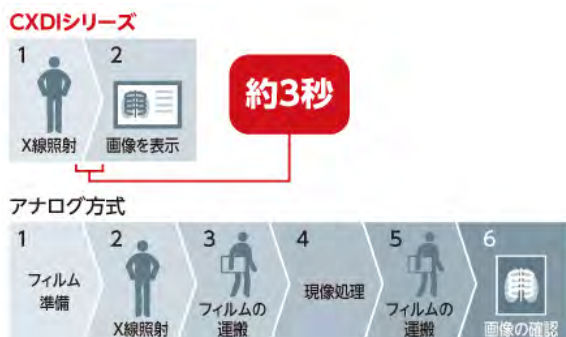 CXDIシリーズ
1
X線照射
2
画像を表示
約3秒
アナログ方式
1
フィルム
準備
2
X線照射
3
フィルムの
運搬
4
現像処理
5
フィルムの
運搬
6
画像の確認